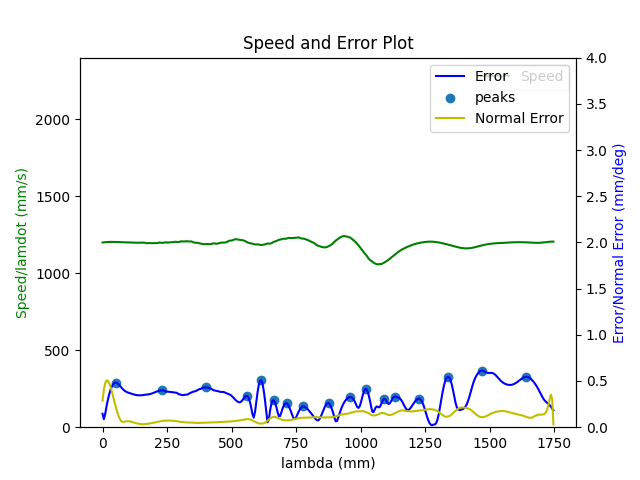 Speed and Error Plot
Speed/lamdot (mm/s)
2000
1500
1000
500
0
0 250 500 750 1000 1250 1500 1750
lambda (mm)
4.0
3.5
3.0
2.5
2.0
1.5
1.0
0.5
0.0
Error/Normal Error (mm/deg)
Speed
Error
peaks
Normal Error